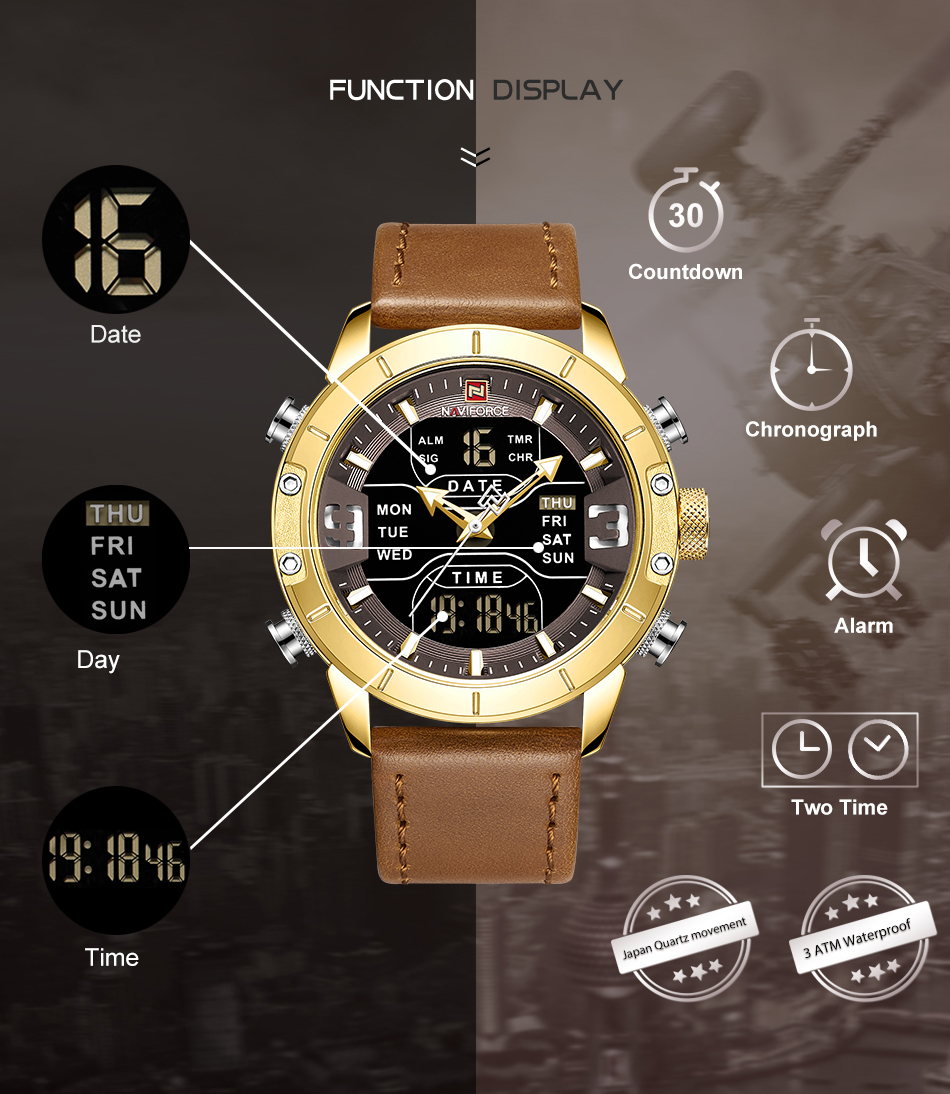 FUNCTION DISPLAY
16
Date
30
Countdown
Chronograph
NAVIFORCE
ALM 16 TMR
SIG CHR
DATE
MON THU
TUE FRI
WED SAT
SUN
9 3
TIME
19:18 46
THU
FRI
SAT
SUN
Day
Alarm
Two Time
19:18 46
Time
Japan Quartz movement
3 ATM Waterproof